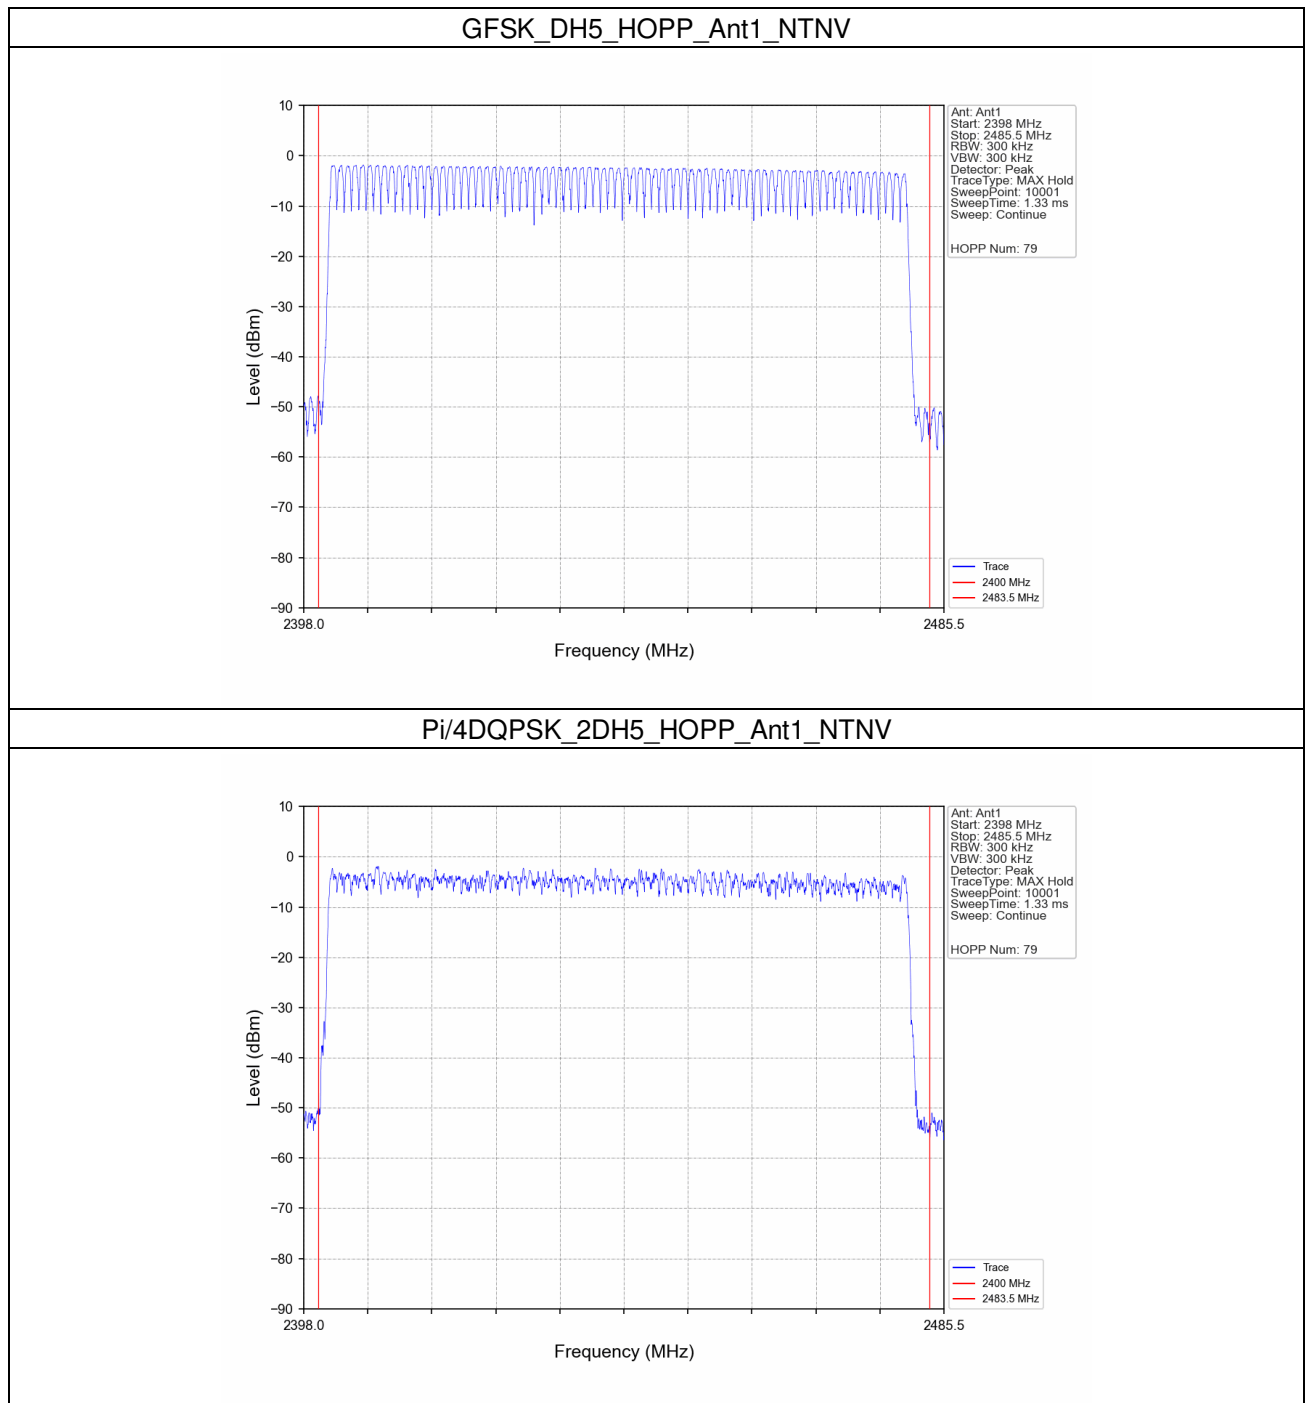 GFSK_DH5_HOPP_Ant1_NTNV
10
0
−10
−20
−30
−40
−50
−60
−70
−80
−90
Level (dBm)
2398.0
2485.5
Frequency (MHz)
Ant: Ant1
Start: 2398 MHz
Stop: 2485.5 MHz
RBW: 300 kHz
VBW: 300 kHz
Detector: Peak
TraceType: MAX Hold
SweepPoint: 10001
SweepTime: 1.33 ms
Sweep: Continue
HOPP Num: 79
Trace
2400 MHz
2483.5 MHz
Pi/4DQPSK_2DH5_HOPP_Ant1_NTNV
10
0
−10
−20
−30
−40
−50
−60
−70
−80
−90
Level (dBm)
2398.0
2485.5
Frequency (MHz)
Ant: Ant1
Start: 2398 MHz
Stop: 2485.5 MHz
RBW: 300 kHz
VBW: 300 kHz
Detector: Peak
TraceType: MAX Hold
SweepPoint: 10001
SweepTime: 1.33 ms
Sweep: Continue
HOPP Num: 79
Trace
2400 MHz
2483.5 MHz